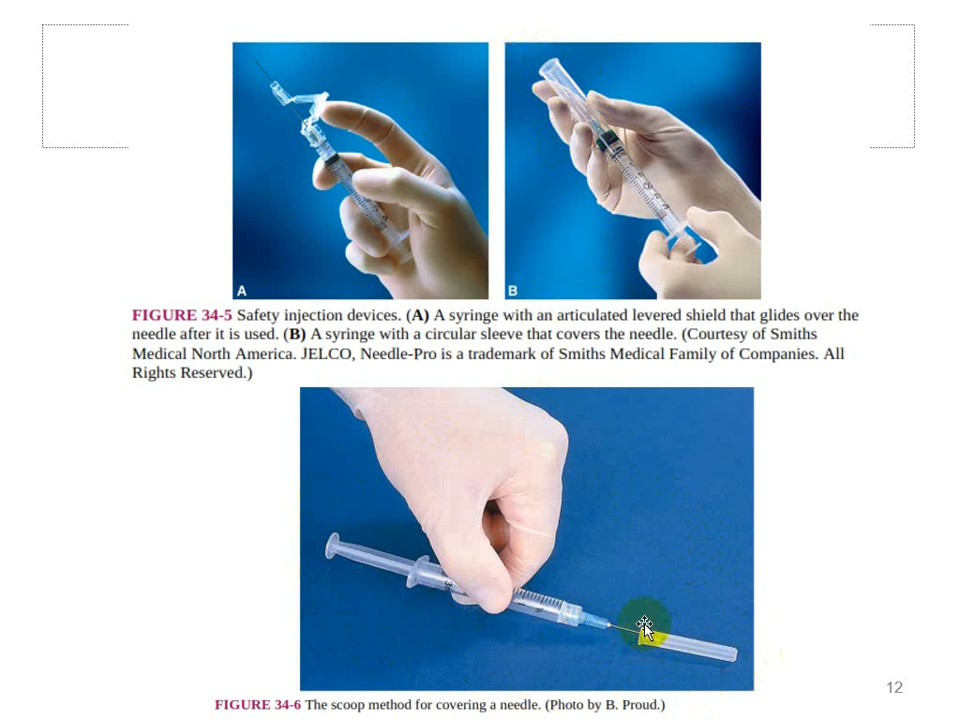 A
B
FIGURE 34-5 Safety injection devices. (A) A syringe with an articulated levered shield that glides over the
needle after it is used. (B) A syringe with a circular sleeve that covers the needle. (Courtesy of Smiths
Medical North America. JELCO, Needle-Pro is a trademark of Smiths Medical Family of Companies. All
Rights Reserved.)
12
FIGURE 34-6 The scoop method for covering a needle. (Photo by B. Proud.)